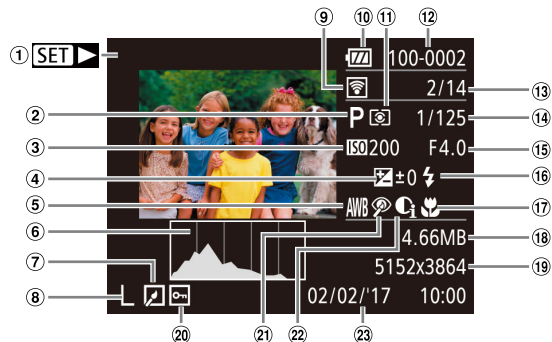 ① SET
⑨ ⑩ ⑪ ⑫
100-0002
2/14 ⑬
② P 1/125 ⑭
③ ISO 200 F4.0 ⑮
④ ±0 ⑯
⑤ AWB i ⑰
⑥ 4.66MB ⑱
⑦ 5152x3864 ⑲
⑧ L 02/02/'17 10:00
⑳ ㉑ ㉒ ㉓